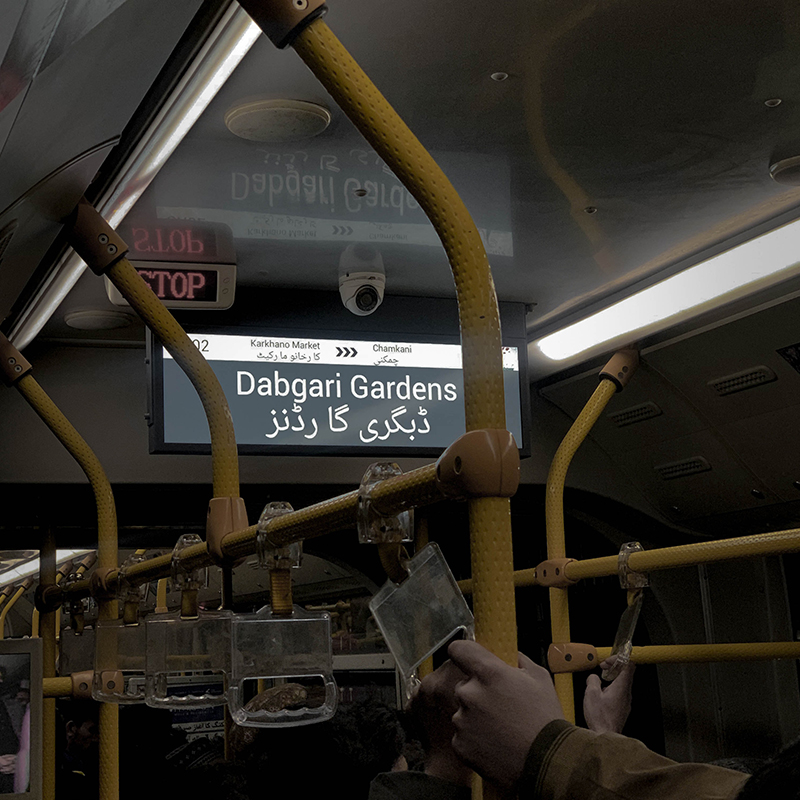 STOP
02
Karkhano Market >>> Chamkani
کارخانو مارکیٹ چمکنی
Dabgari Gardens
ڈبگری گارڈنز